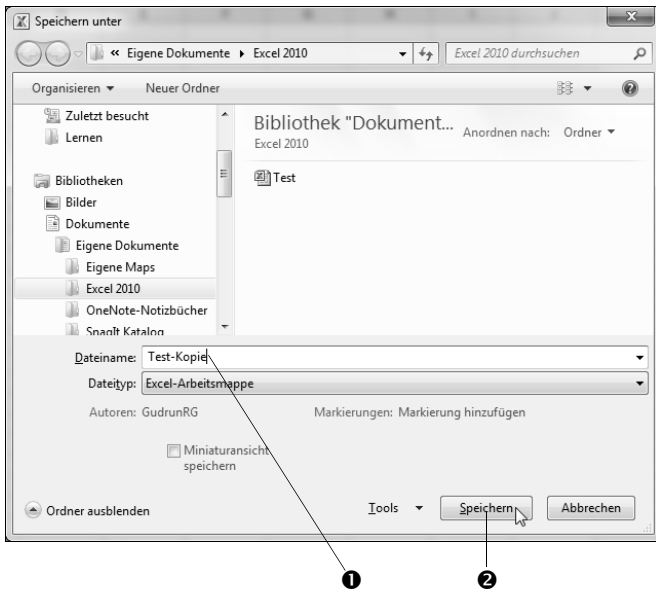 Speichern unter
« Eigene Dokumente ▸ Excel 2010
Excel 2010 durchsuchen
Organisieren ▼ Neuer Ordner
Zuletzt besucht
Lernen
Bibliotheken
Bilder
Dokumente
Eigene Dokumente
Eigene Maps
Excel 2010
OneNote-Notizbücher
SnagIt Katalog
Bibliothek "Dokument...
Excel 2010
Anordnen nach: Ordner ▼
Test
Dateiname: Test-Kopie
Dateityp: Excel-Arbeitsmappe
Autoren: GudrunRG Markierungen: Markierung hinzufügen
Miniaturansicht
speichern
Ordner ausblenden Tools ▼ Speichern Abbrechen
❶ ❷